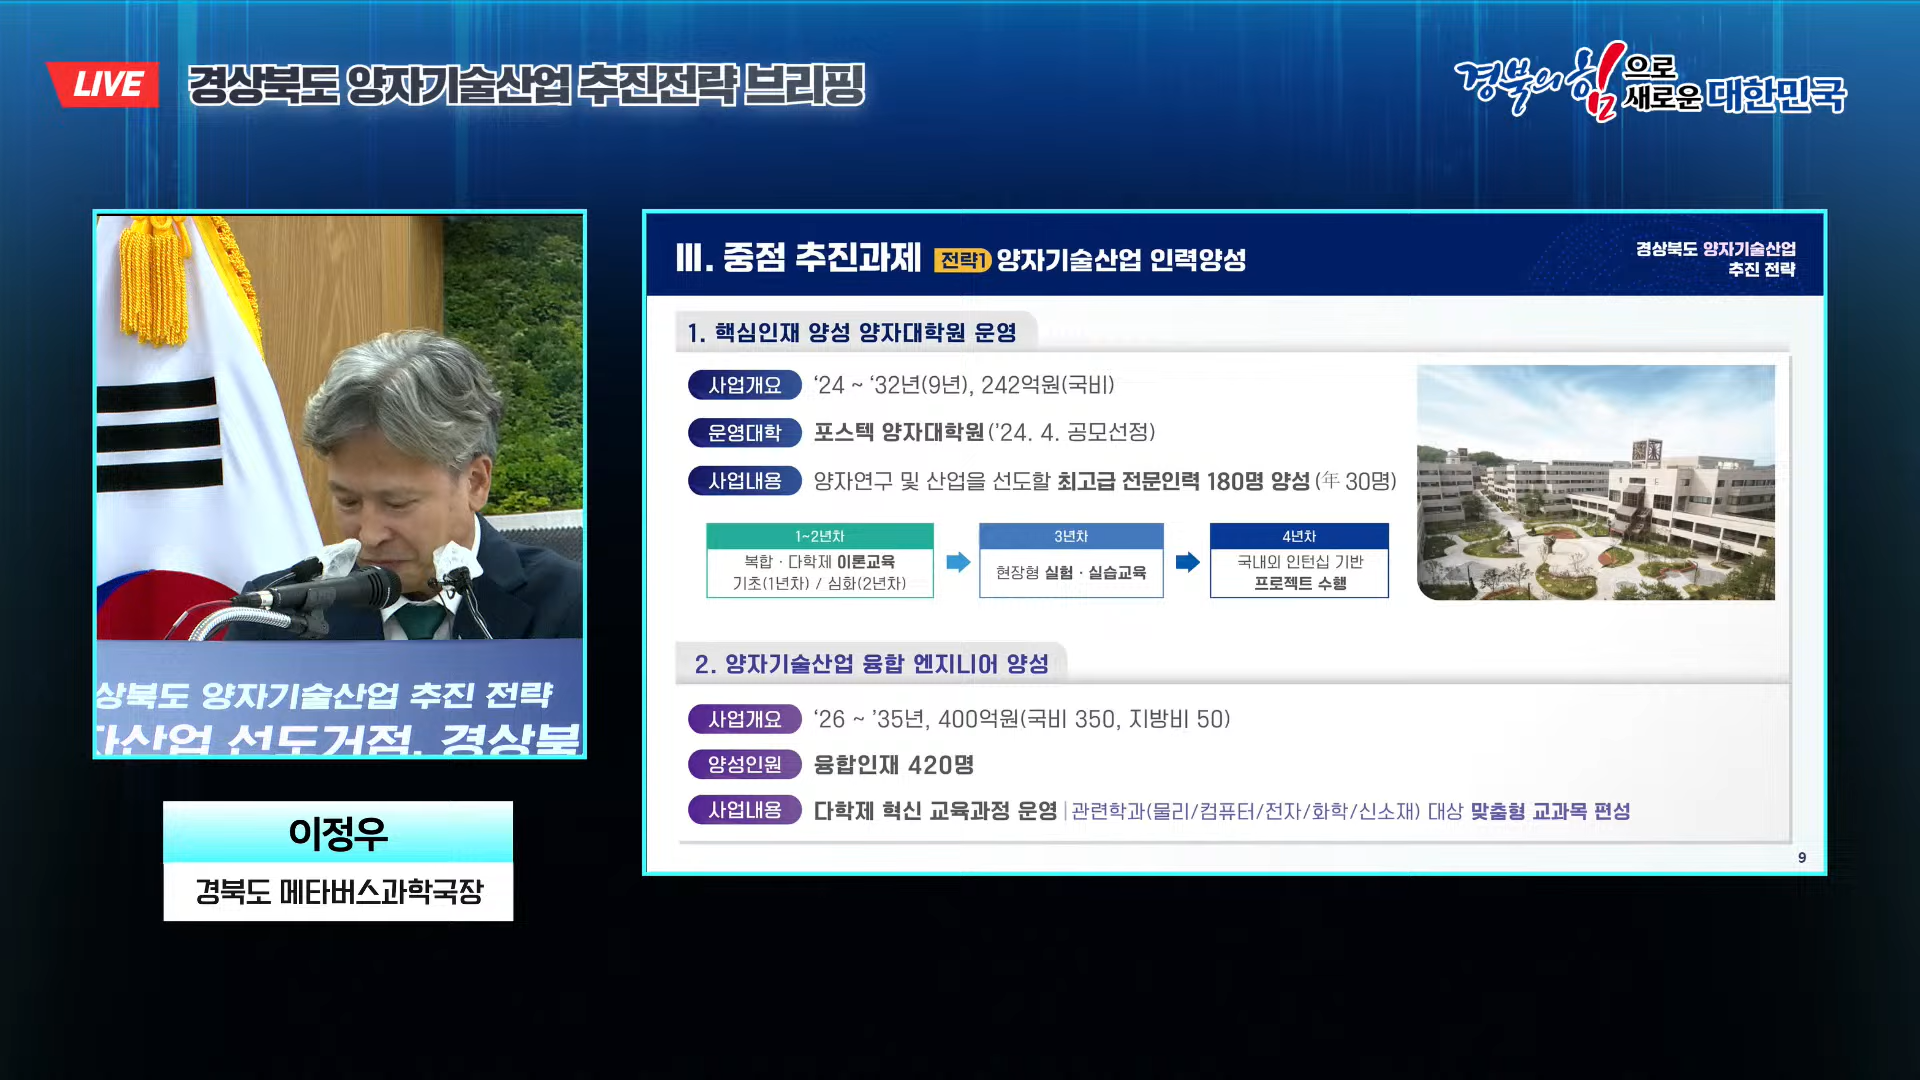 LIVE
경상북도 양자기술산업 추진전략 브리핑
경북의 힘으로
새로운 대한민국
상북도 양자기술산업 추진 전략
자산업 선도거점, 경상북
이정우
경북도 메타버스과학국장
Ⅲ. 중점 추진과제 전략1 양자기술산업 인력양성
경상북도 양자기술산업
추진 전략
1. 핵심인재 양성 양자대학원 운영
사업개요 ‘24 ~ ‘32년(9년), 242억원(국비)
운영대학 포스텍 양자대학원(’24. 4. 공모선정)
사업내용 양자연구 및 산업을 선도할 최고급 전문인력 180명 양성 (年 30명)
1~2년차
복합 · 다학제 이론교육
기초(1년차) / 심화(2년차)
3년차
현장형 실험 · 실습교육
4년차
국내외 인턴십 기반
프로젝트 수행
2. 양자기술산업 융합 엔지니어 양성
사업개요 ‘26 ~ ’35년, 400억원(국비 350, 지방비 50)
양성인원 융합인재 420명
사업내용 다학제 혁신 교육과정 운영 | 관련학과(물리/컴퓨터/전자/화학/신소재) 대상 맞춤형 교과목 편성
9